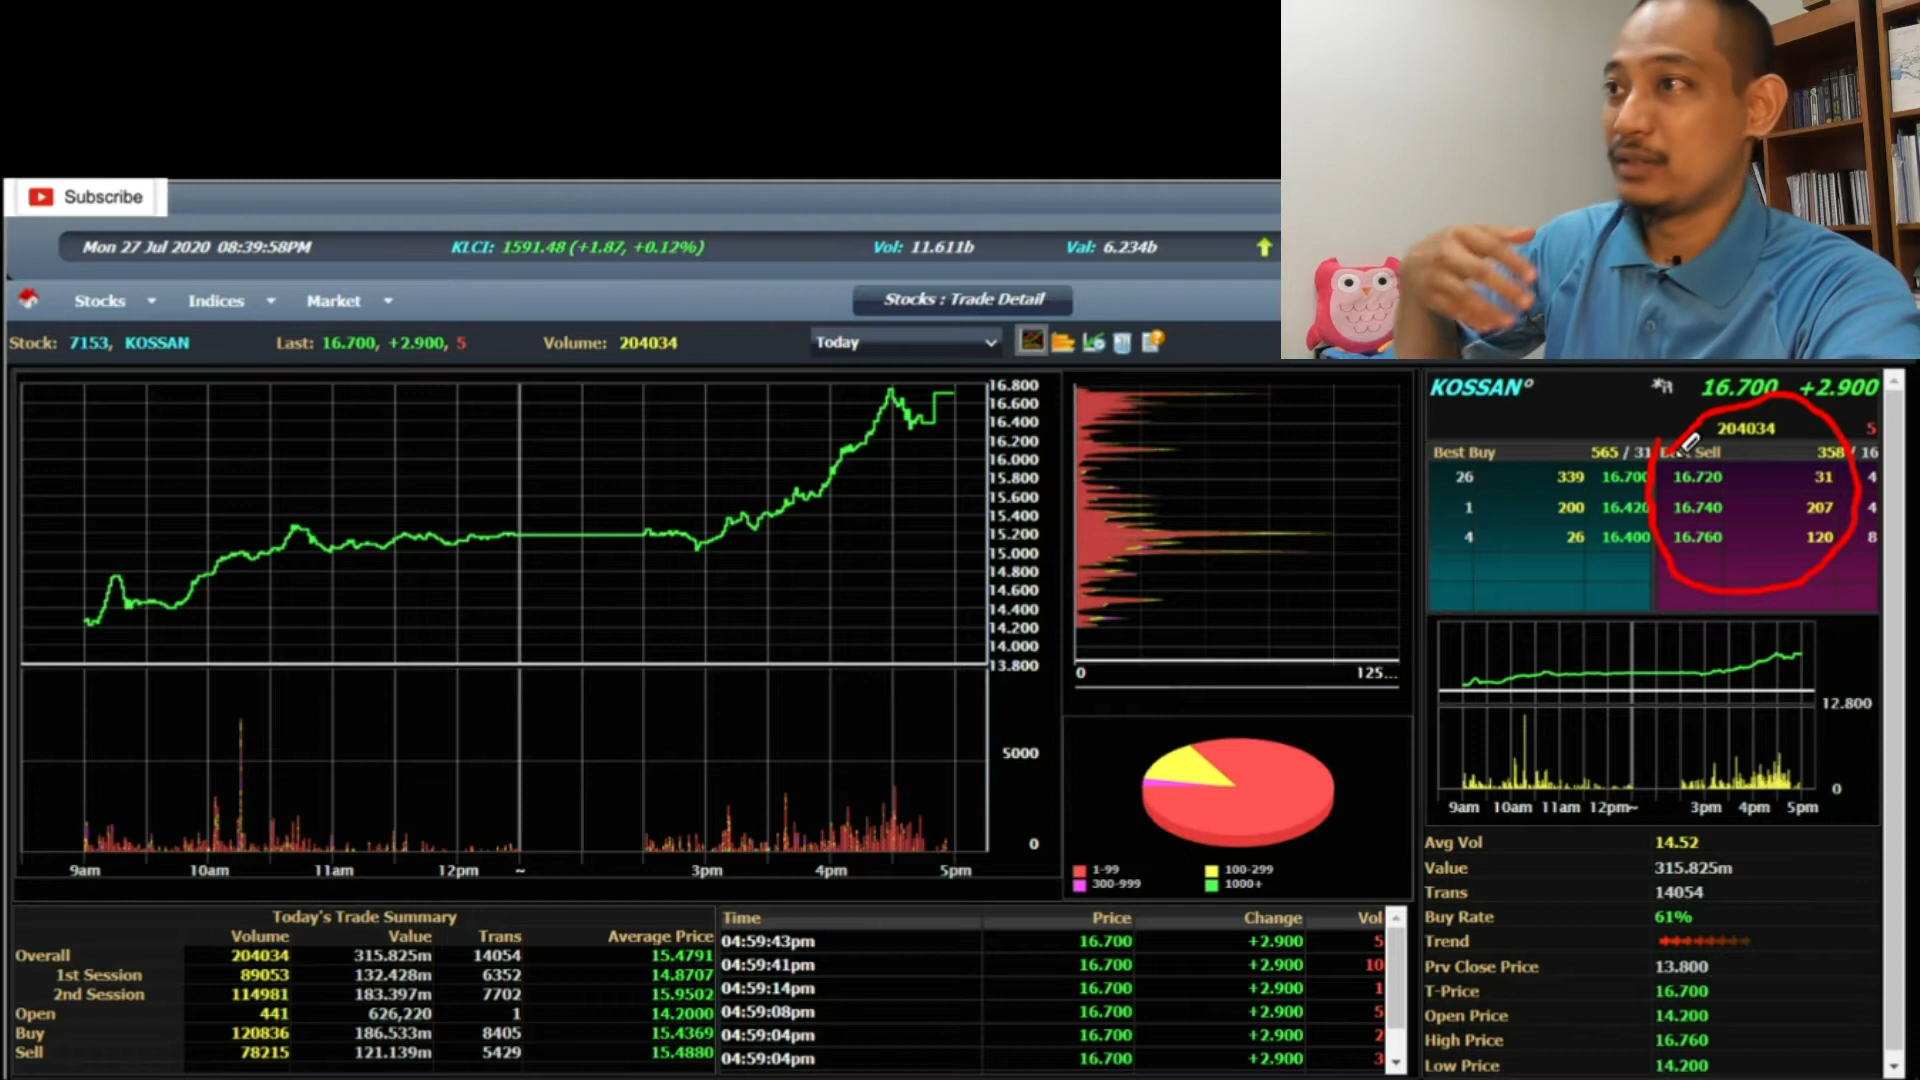 Subscribe
Mon 27 Jul 2020 08:39:58PM KLCI: 1591.48 (+1.87, +0.12%) Vol: 11.611b Val: 6.234b
Stocks Indices Market Stocks : Trade Detail
Stock: 7153, KOSSAN Last: 16.700, +2.900, 5 Volume: 204034 Today
16.800
16.600
16.400
16.200
16.000
15.800
15.600
15.400
15.200
15.000
14.800
14.600
14.400
14.200
14.000
13.800
5000
0
9am 10am 11am 12pm ~ 3pm 4pm 5pm
0 125...
1-99 100-299
300-999 1000+
KOSSAN° *R 16.700 +2.900
204034 5
Best Buy 565 / 31 Sell 358 / 16
26 339 16.700 16.720 31 4
1 200 16.420 16.740 207 4
4 26 16.400 16.760 120 8
12.800
0
9am 10am 11am 12pm~ 3pm 4pm 5pm
Avg Vol 14.52
Value 315.825m
Trans 14054
Buy Rate 61%
Trend
Prv Close Price 13.800
T-Price 16.700
Open Price 14.200
High Price 16.760
Low Price 14.200
Today's Trade Summary
Volume Value Trans Average Price
Overall 204034 315.825m 14054 15.4791
1st Session 89053 132.428m 6352 14.8707
2nd Session 114981 183.397m 7702 15.9502
Open 441 626,220 1 14.2000
Buy 120836 186.533m 8405 15.4369
Sell 78215 121.139m 5429 15.4880
Time Price Change Vol
04:59:43pm 16.700 +2.900 5
04:59:41pm 16.700 +2.900 10
04:59:14pm 16.700 +2.900 1
04:59:08pm 16.700 +2.900 5
04:59:04pm 16.700 +2.900 2
04:59:04pm 16.700 +2.900 3